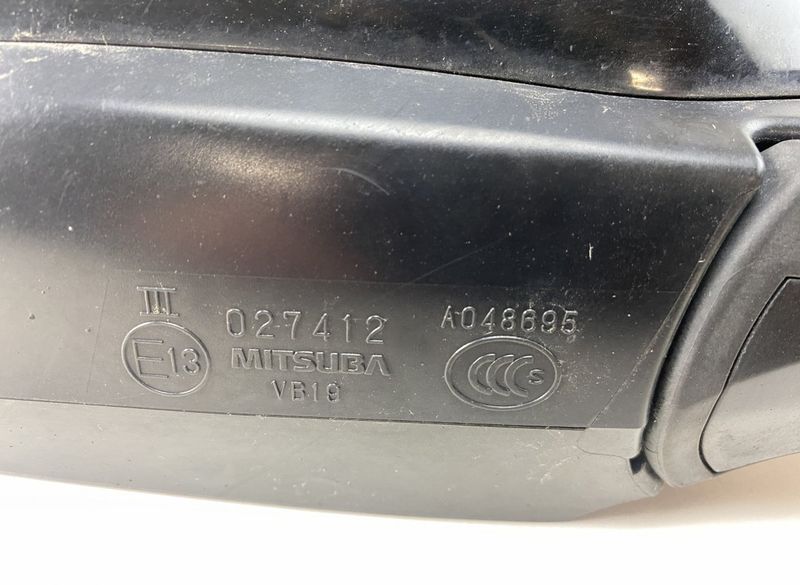 III
E13
027412
MITSUBA
VB19
A048695
CCC S